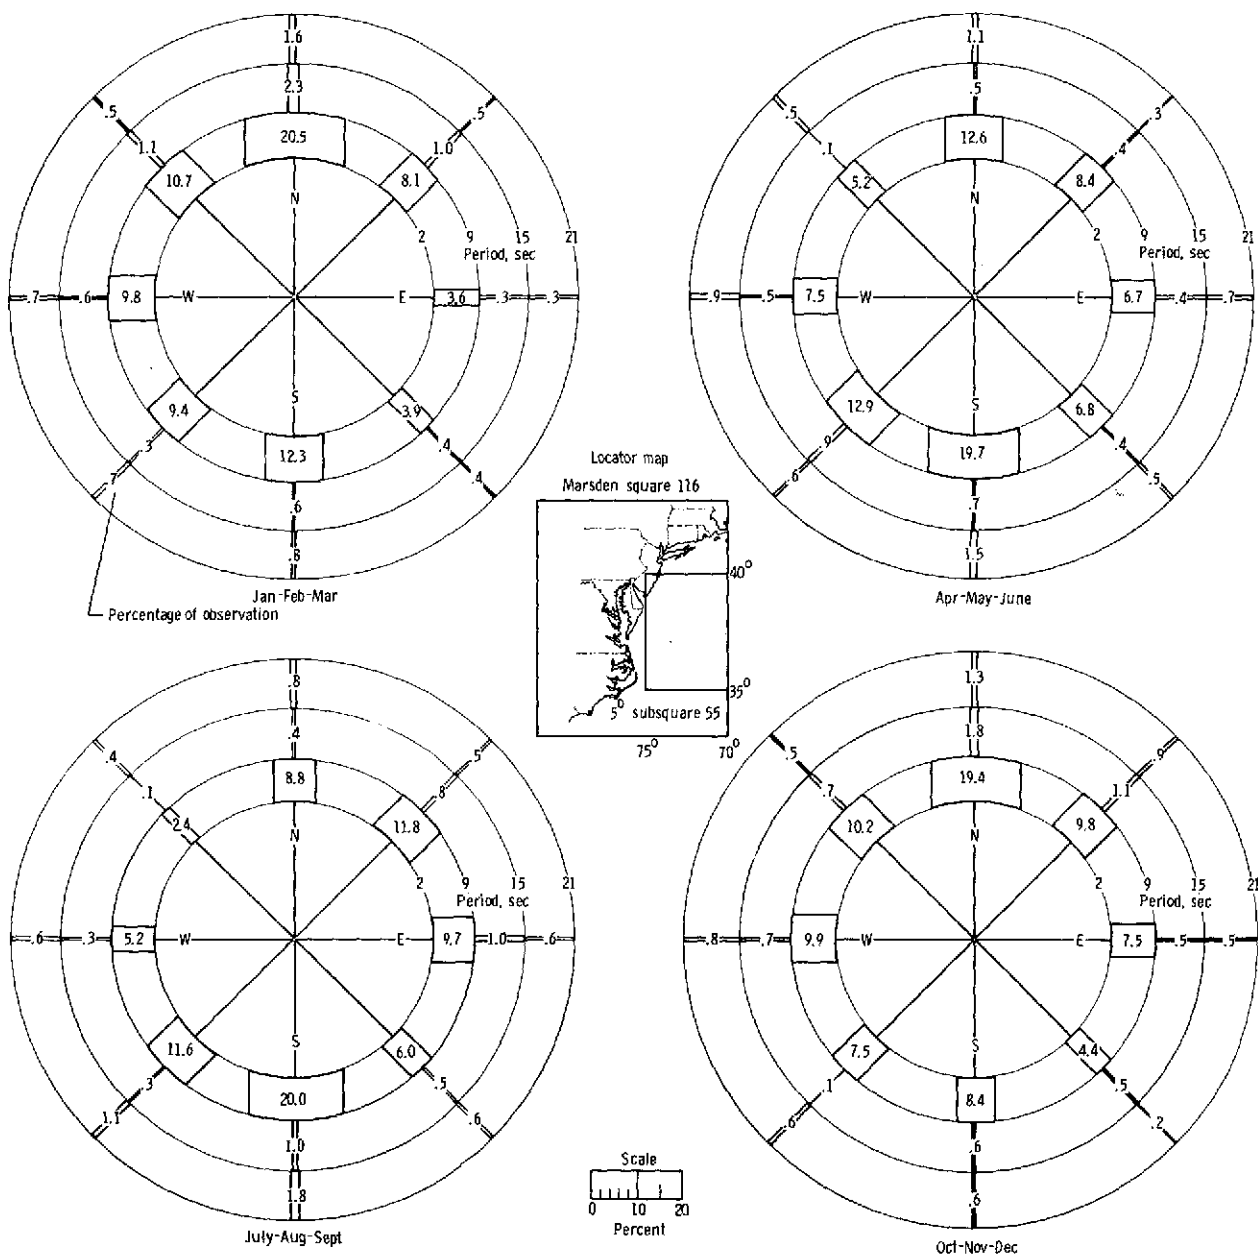 1.6
2.3
20.5
.5
1.1
10.7
.5
1.0
8.1
N
2 9 15 21
Period, sec
.7 .6 9.8 W E 3.6 .3 .3
S
9.4
.3
.7
12.3
.6
.8
3.9
.4
.4
Percentage of observation
Jan-Feb-Mar
1.1
.5
12.6
.5
.1
5.2
.3
.4
8.4
N
2 9 15 21
Period, sec
.9 .5 7.5 W E 6.7 .4 .7
S
12.9
.9
.6
19.7
.7
1.5
6.8
.4
.5
Apr-May-June
Locator map
Marsden square 116
40°
35°
5° subsquare 55
75° 70°
.8
.4
8.8
.4
.1
2.4
.5
.8
11.8
N
2 9 15 21
Period, sec
.6 .3 5.2 W E 9.7 1.0 .6
S
11.6
.3
1.1
20.0
1.0
1.8
6.0
.5
.6
July-Aug-Sept
1.3
1.8
19.4
.5
.7
10.2
.9
1.1
9.8
N
2 9 15 21
Period, sec
.8 .7 9.9 W E 7.5 .5 .5
S
7.5
.1
.6
8.4
.6
.6
4.4
.5
.2
Oct-Nov-Dec
Scale
0 10 20
Percent